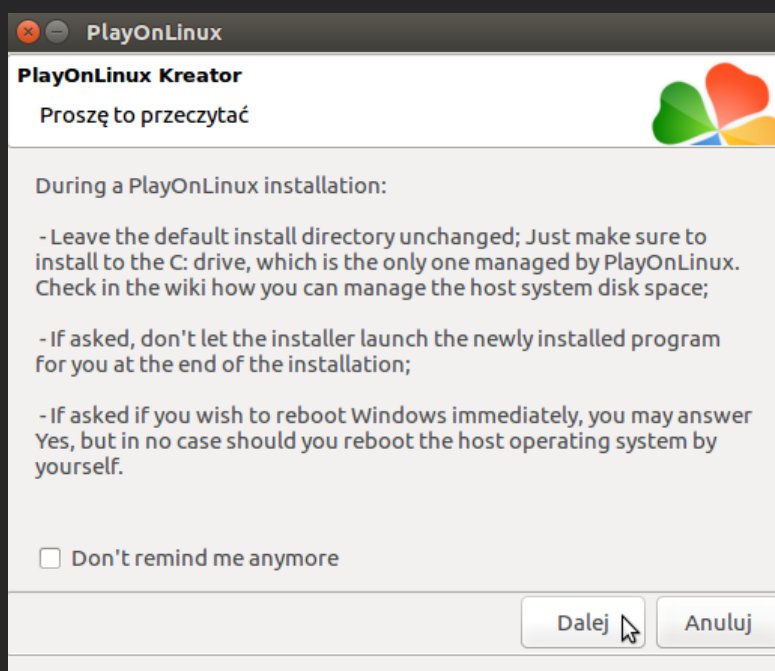 PlayOnLinux
PlayOnLinux Kreator
Proszę to przeczytać
During a PlayOnLinux installation:
- Leave the default install directory unchanged; Just make sure to
install to the C: drive, which is the only one managed by PlayOnLinux.
Check in the wiki how you can manage the host system disk space;
- If asked, don't let the installer launch the newly installed program
for you at the end of the installation;
- If asked if you wish to reboot Windows immediately, you may answer
Yes, but in no case should you reboot the host operating system by
yourself.
Don't remind me anymore
Dalej Anuluj